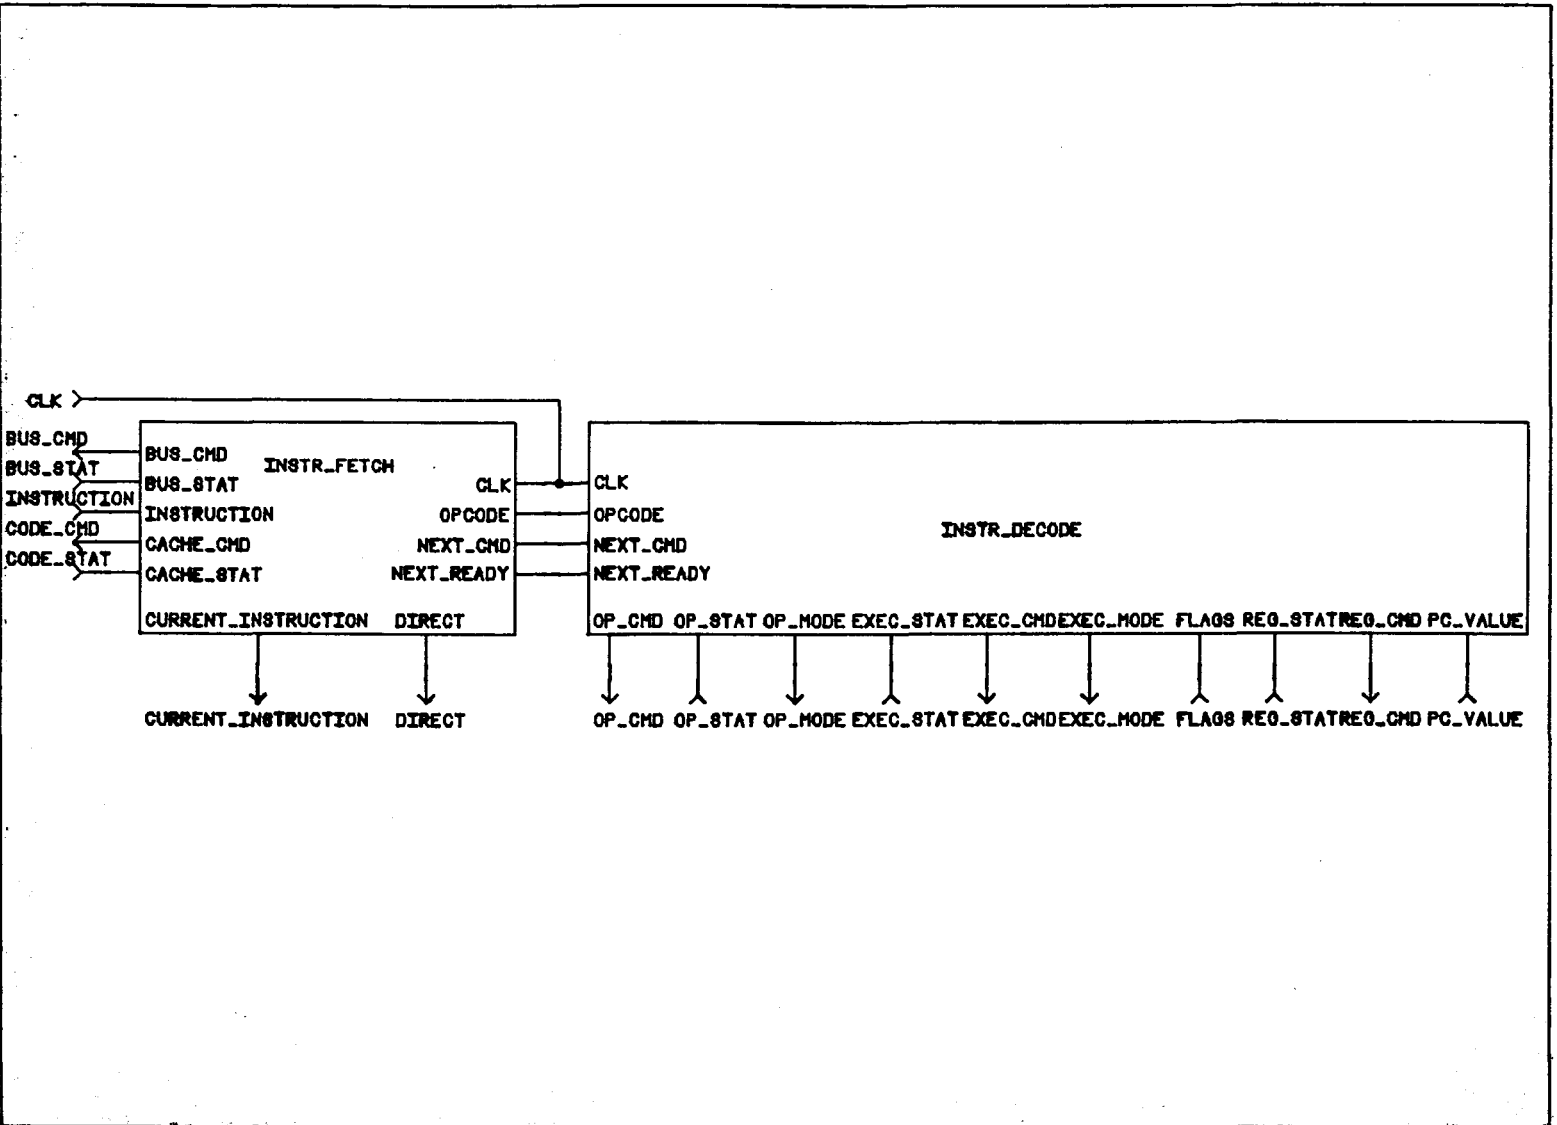 CLK
BUS_CMD
BUS_STAT
INSTRUCTION
CODE_CMD
CODE_STAT
BUS_CMD
BUS_STAT
INSTRUCTION
CACHE_CMD
CACHE_STAT
INSTR_FETCH
CLK
OPCODE
NEXT_CMD
NEXT_READY
CURRENT_INSTRUCTION DIRECT
CLK
OPCODE
NEXT_CMD
NEXT_READY
INSTR_DECODE
OP_CMD OP_STAT OP_MODE EXEC_STAT EXEC_CMD EXEC_MODE FLAGS REG_STAT REG_CMD PC_VALUE
CURRENT_INSTRUCTION DIRECT
OP_CMD OP_STAT OP_MODE EXEC_STAT EXEC_CMD EXEC_MODE FLAGS REG_STAT REG_CMD PC_VALUE